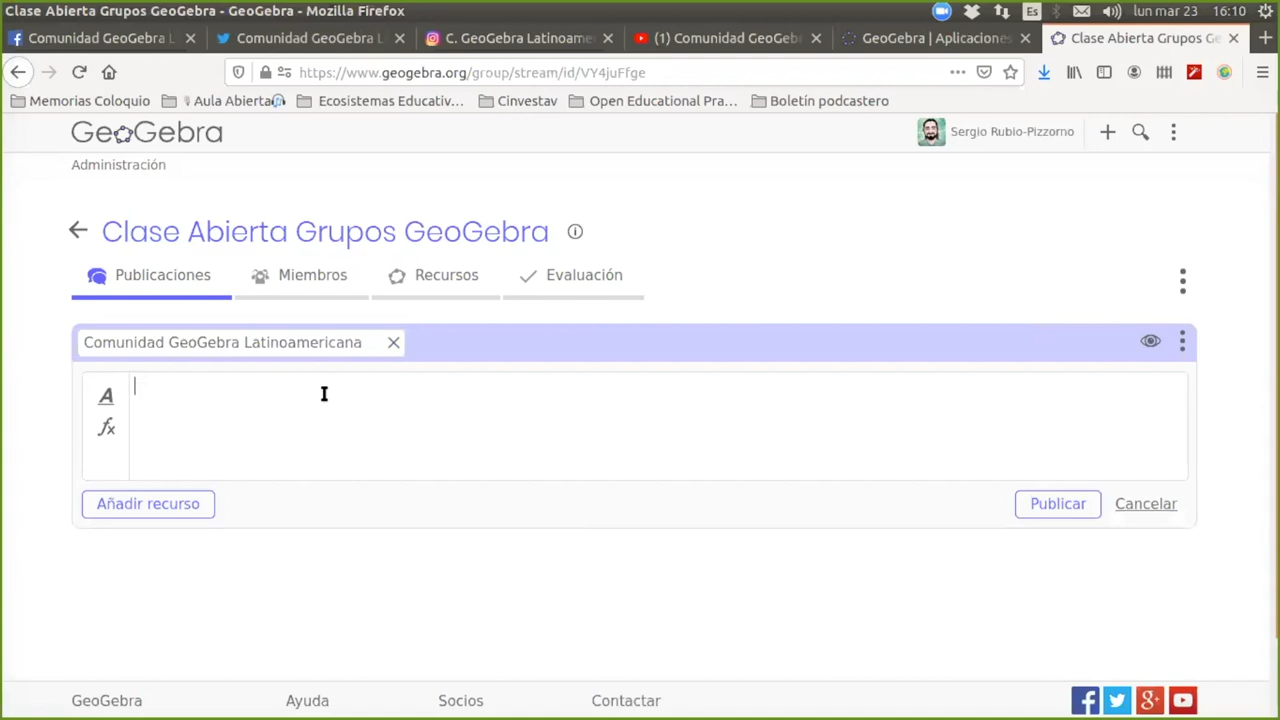 Clase Abierta Grupos GeoGebra - GeoGebra - Mozilla Firefox
Es
lun mar 23
16:10
Comunidad GeoGebra L
Comunidad GeoGebra L
C. GeoGebra Latinoame
(1) Comunidad GeoGeb
GeoGebra | Aplicacione
Clase Abierta Grupos Ge
https://www.geogebra.org/group/stream/id/VY4juFfge
Memorias Coloquio
Aula Abierta
Ecosistemas Educativ...
Cinvestav
Open Educational Pra...
Boletín podcastero
GeoGebra
Sergio Rubio-Pizzorno
Administración
Clase Abierta Grupos GeoGebra
Publicaciones
Miembros
Recursos
Evaluación
Comunidad GeoGebra Latinoamericana
A
fx
Añadir recurso
Publicar
Cancelar
GeoGebra
Ayuda
Socios
Contactar